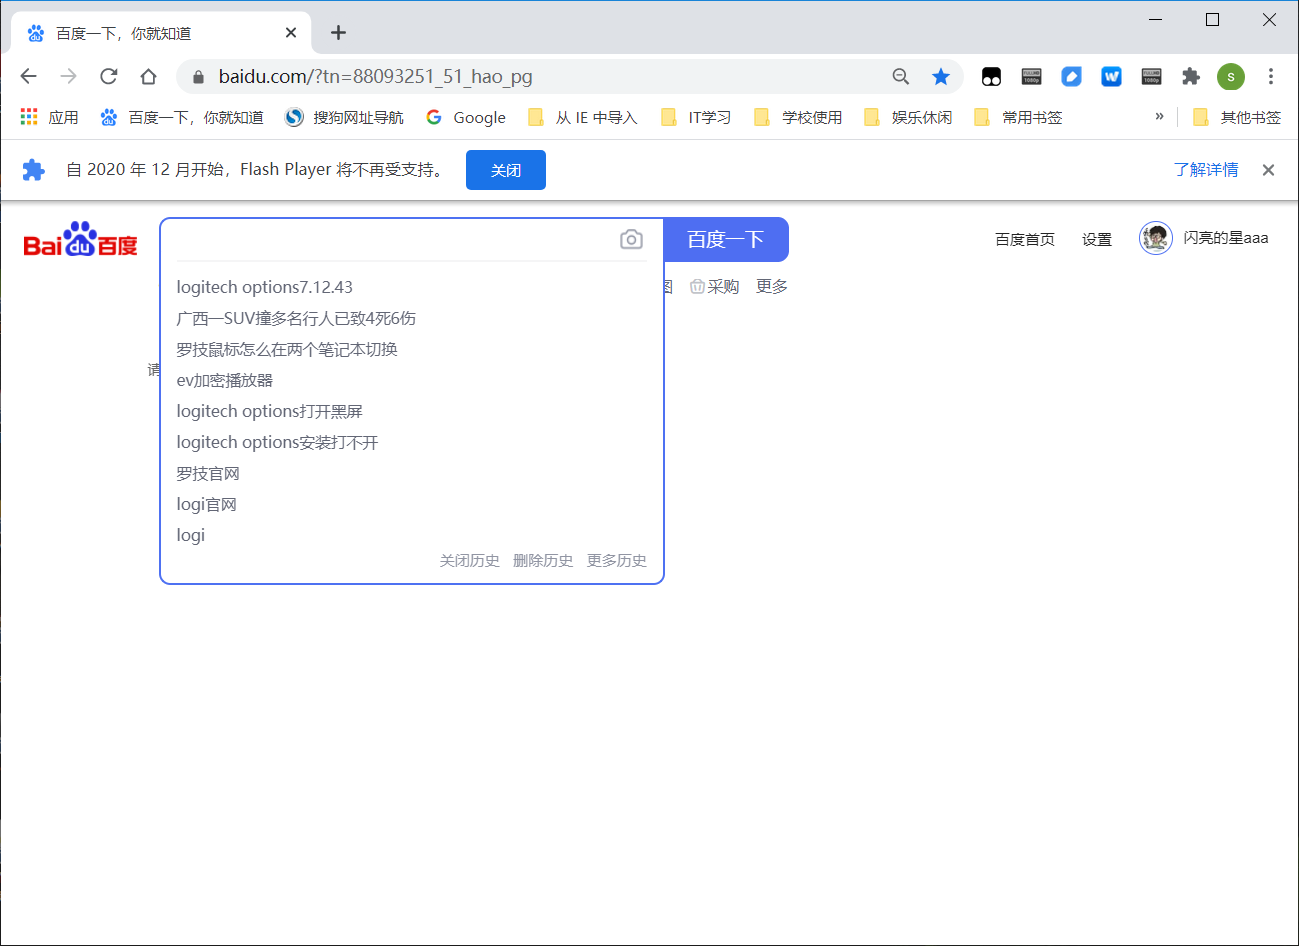 百度一下，你就知道
baidu.com/?tn=88093251_51_hao_pg
S
应用 百度一下，你就知道 搜狗网址导航 Google 从 IE 中导入 IT学习 学校使用 娱乐休闲 常用书签 » 其他书签
自 2020 年 12 月开始，Flash Player 将不再受支持。 关闭 了解详情
Bai du 百度 百度一下 百度首页 设置 闪亮的星aaa
图 采购 更多
logitech options7.12.43
广西一SUV撞多名行人已致4死6伤
罗技鼠标怎么在两个笔记本切换
请
ev加密播放器
logitech options打开黑屏
logitech options安装打不开
罗技官网
logi官网
logi
关闭历史 删除历史 更多历史